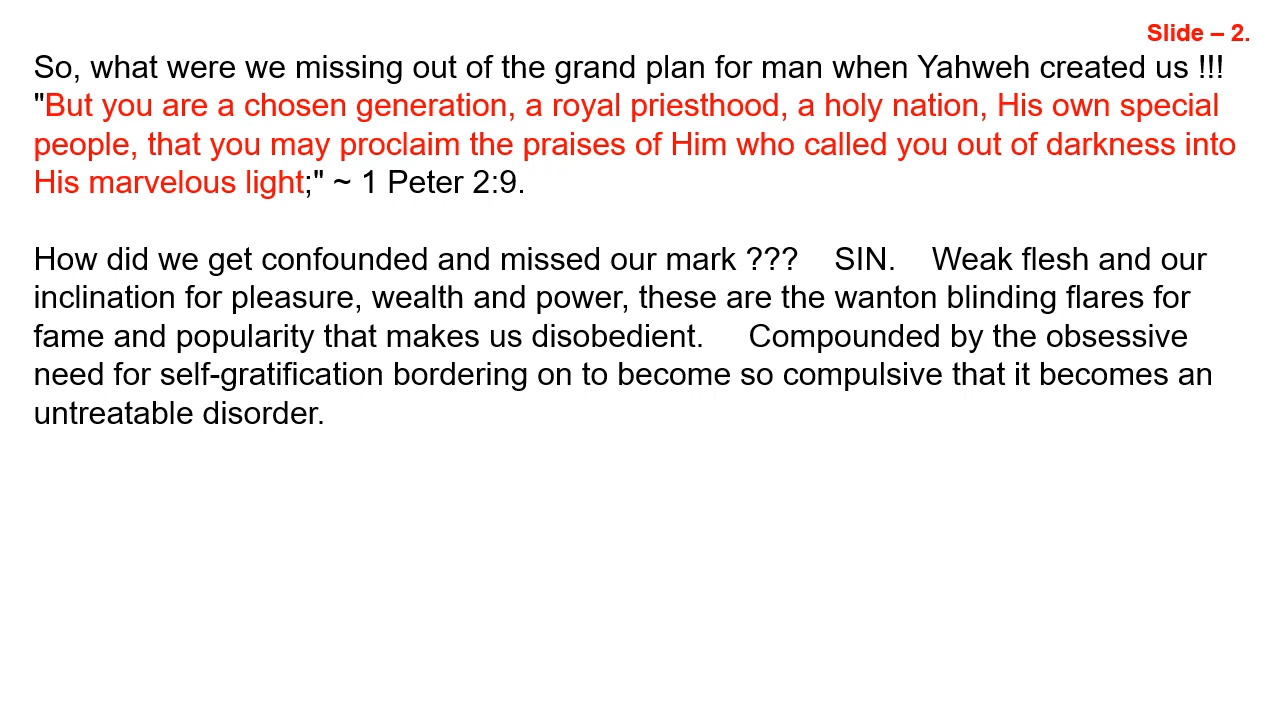 Slide – 2.
So, what were we missing out of the grand plan for man when Yahweh created us !!!
"But you are a chosen generation, a royal priesthood, a holy nation, His own special
people, that you may proclaim the praises of Him who called you out of darkness into
His marvelous light;" ~ 1 Peter 2:9.
How did we get confounded and missed our mark ??? SIN. Weak flesh and our
inclination for pleasure, wealth and power, these are the wanton blinding flares for
fame and popularity that makes us disobedient. Compounded by the obsessive
need for self-gratification bordering on to become so compulsive that it becomes an
untreatable disorder.